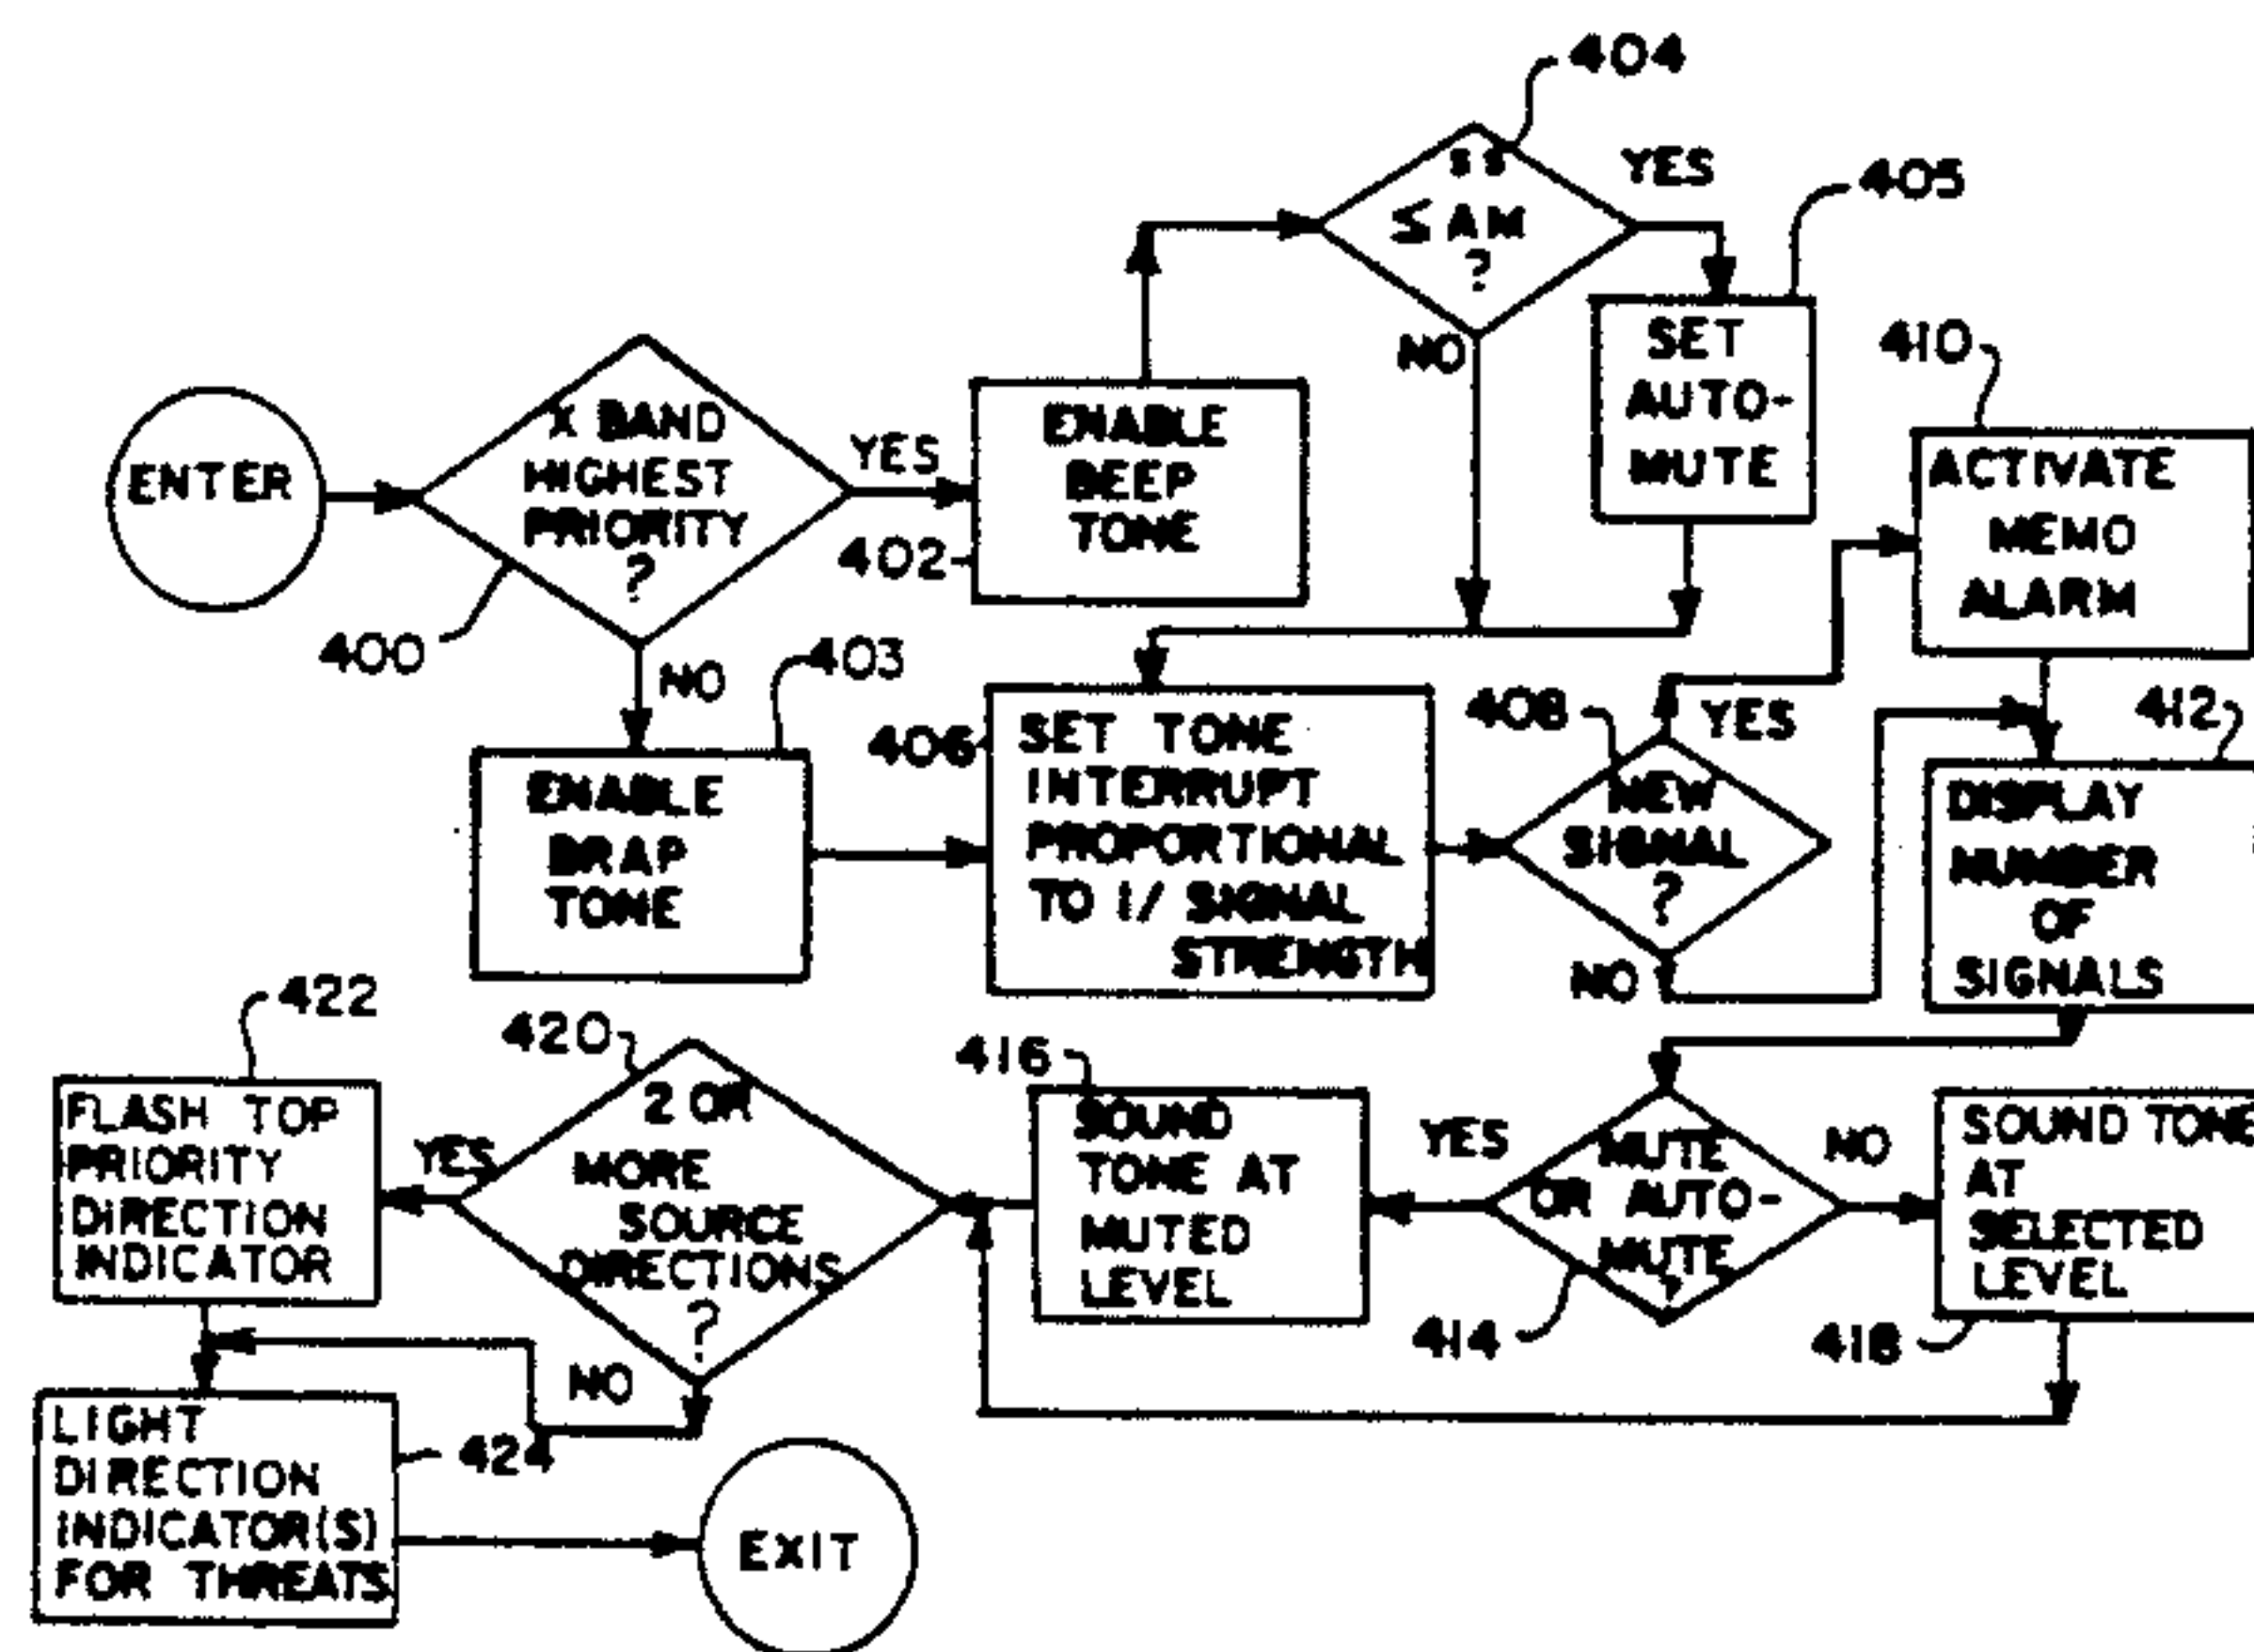 404
SS
≤ AM
?
YES
405
SET
AUTO-
MUTE
NO
410
ACTIVATE
MEMO
ALARM
ENTER
X BAND
HIGHEST
PRIORITY
?
YES
400
NO
402
ENABLE
BEEP
TONE
403
ENABLE
BRAP
TONE
406
SET TONE
INTERRUPT
PROPORTIONAL
TO 1/ SIGNAL
STRENGTH
408
YES
NEW
SIGNAL
?
NO
412
DISPLAY
NUMBER
OF
SIGNALS
422
FLASH TOP
PRIORITY
DIRECTION
INDICATOR
420
YES
2 OR
MORE
SOURCE
DIRECTIONS
?
NO
416
SOUND
TONE AT
MUTED
LEVEL
YES
MUTE
OR AUTO-
MUTE
?
NO
414
SOUND TONE
AT
SELECTED
LEVEL
418
LIGHT
DIRECTION
INDICATOR(S)
FOR THREATS
424
EXIT